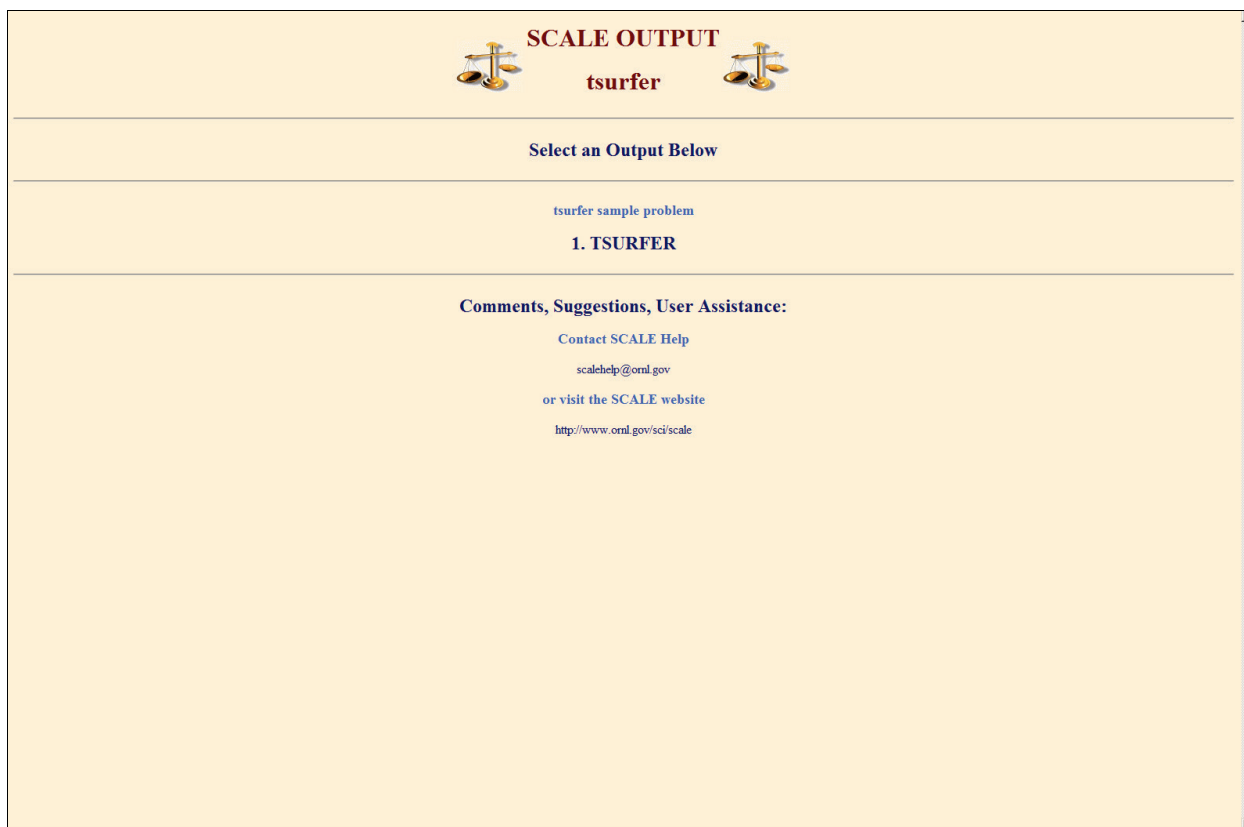 SCALE OUTPUT
tsurfer
Select an Output Below
tsurfer sample problem
1. TSURFER
Comments, Suggestions, User Assistance:
Contact SCALE Help
scalehelp@ornl.gov
or visit the SCALE website
http://www.ornl.gov/sci/scale